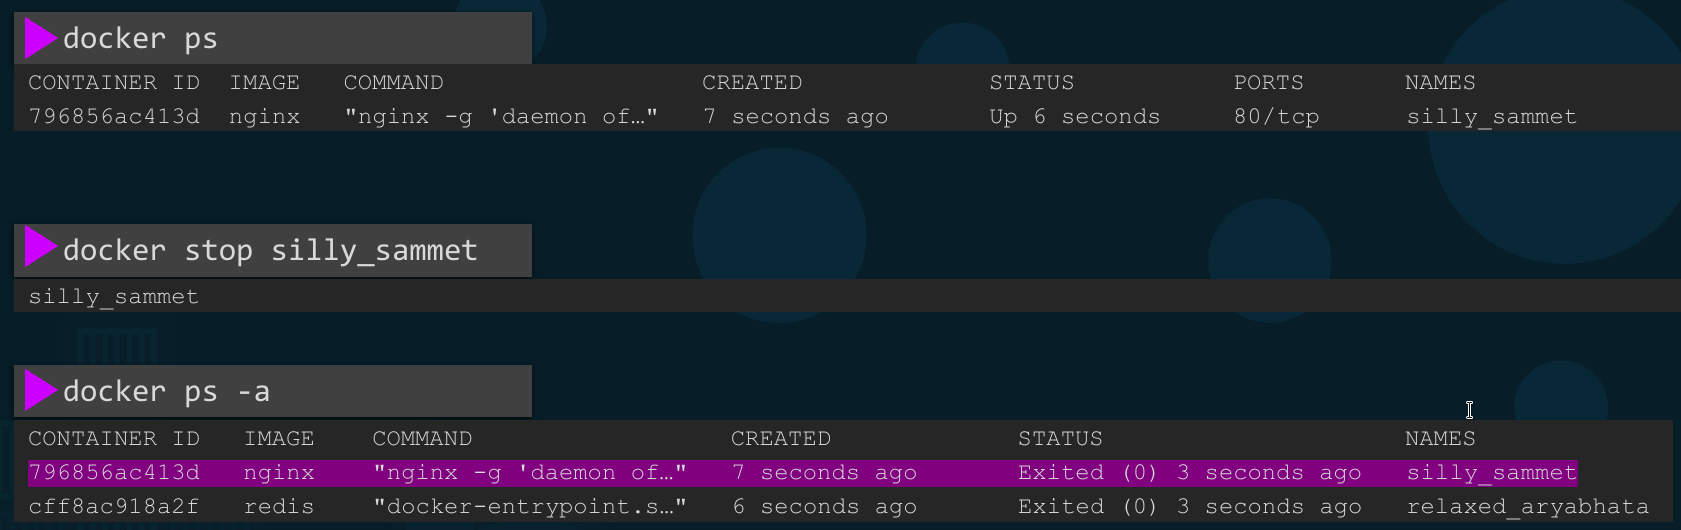 docker ps
CONTAINER ID IMAGE COMMAND CREATED STATUS PORTS NAMES
796856ac413d nginx "nginx -g 'daemon of…" 7 seconds ago Up 6 seconds 80/tcp silly_sammet
docker stop silly_sammet
silly_sammet
docker ps -a
CONTAINER ID IMAGE COMMAND CREATED STATUS NAMES
796856ac413d nginx "nginx -g 'daemon of…" 7 seconds ago Exited (0) 3 seconds ago silly_sammet
cff8ac918a2f redis "docker-entrypoint.s…" 6 seconds ago Exited (0) 3 seconds ago relaxed_aryabhata